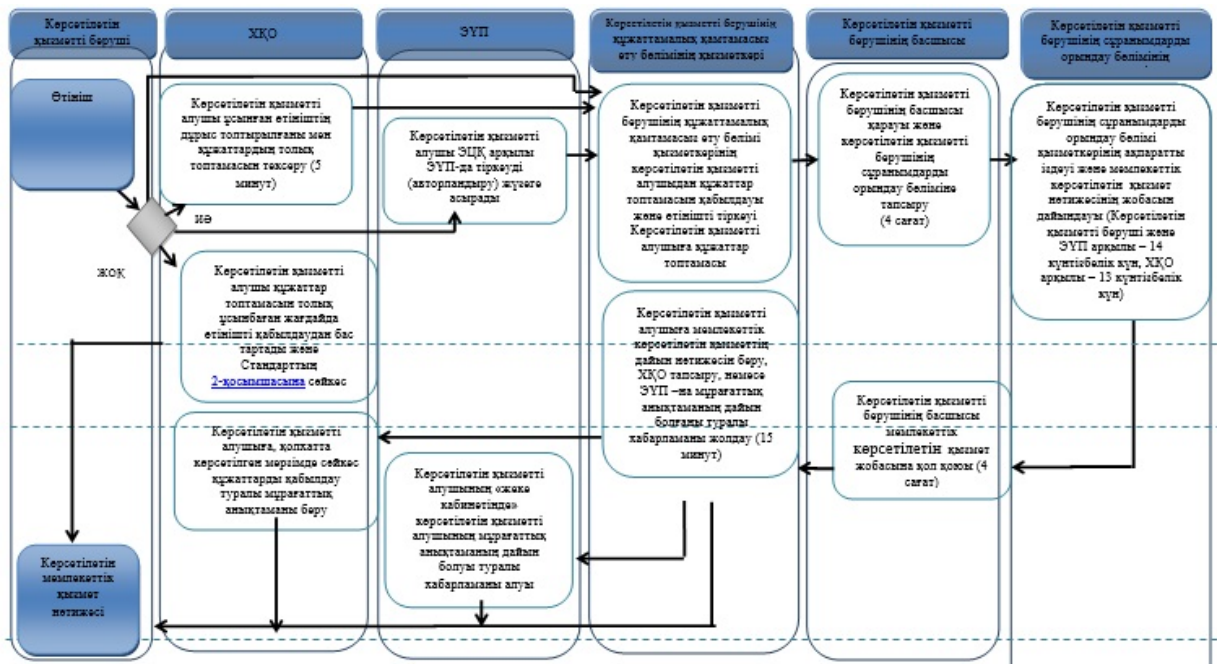 Көрсетілетін
қызметті беруші
ХҚО
ЭҮП
Көрсетілетін қызметті берушінің
құжаттамалық қамтамасыз
ету бөлімінің қызметкері
Көрсетілетін қызметті
берушінің басшысы
Көрсетілетін қызметті
берушінің сұранымдарды
орындау бөлімінің
Өтініш
Көрсетілетін қызметті
алушы ұсынған өтініштің
дұрыс толтырылғаны мен
құжаттардың толық
топтамасын тексеру (5
минут)
Көрсетілетін қызметті
алушы ЭЦҚ арқылы
ЭҮП-да тіркеуді
(авторландыру) жүзеге
асырады
Көрсетілетін қызметті
берушінің құжаттамалық
қамтамасыз ету бөлімі
қызметкерінің
көрсетілетін қызметті
алушыдан құжаттар
топтамасын қабылдауы
және өтінішті тіркеуі
Көрсетілетін қызметті
алушыға құжаттар
топтамасы
Көрсетілетін қызметті
берушінің басшысы
қарауы және
көрсетілетін қызметті
берушінің
сұранымдарды
орындау бөліміне
тапсыру
(4 сағат)
Көрсетілетін қызметті
берушінің сұранымдарды
орындау бөлімі
қызметкерінің ақпаратты
іздеуі және мемлекеттік
көрсетілетін қызмет
нәтижесінің жобасын
дайындауы (Көрсетілетін
қызметті беруші және
ЭҮП арқылы – 14
күнтізбелік күн, ХҚО
арқылы – 13 күнтізбелік
күн)
ИӘ
ЖОҚ
Көрсетілетін қызметті
алушы құжаттар
топтамасын толық
ұсынбаған жағдайда
өтінішті қабылдаудан бас
тартады және
Стандарттың
2-қосымшасына сәйкес
Көрсетілетін қызметті
алушыға мемлекеттік
көрсетілетін қызметтің
дайын нәтижесін беру,
ХҚО тапсыру, немесе
ЭҮП –на мұрағаттық
анықтаманың дайын
болғаны туралы
хабарламаны жолдау (15
минут)
Көрсетілетін қызметті
берушінің басшысы
мемлекеттік
көрсетілетін қызмет
жобасына қол қоюы (4
сағат)
Көрсетілетін қызметті
алушыға, қолхатта
көрсетілген мерзімде сәйкес
құжаттарды қабылдау
туралы мұрағаттық
анықтаманы беру
Көрсетілетін қызметті
алушының «жеке
кабинетінде»
көрсетілетін қызметті
алушының мұрағаттық
анықтаманың дайын
болуы туралы
хабарламаны алуы
Көрсетілетін
мемлекеттік
қызмет
нәтижесі